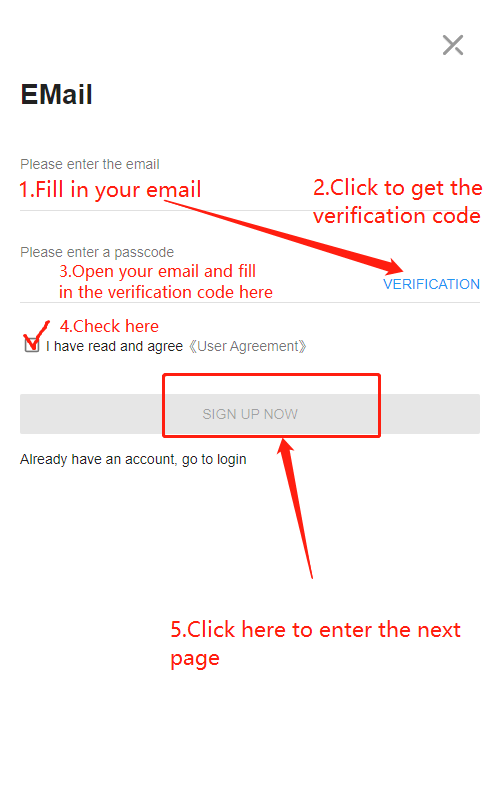 EMail
Please enter the email
1.Fill in your email
2.Click to get the
verification code
Please enter a passcode
3.Open your email and fill
in the verification code here
VERIFICATION
4.Check here
I have read and agree《User Agreement》
SIGN UP NOW
Already have an account, go to login
5.Click here to enter the next
page